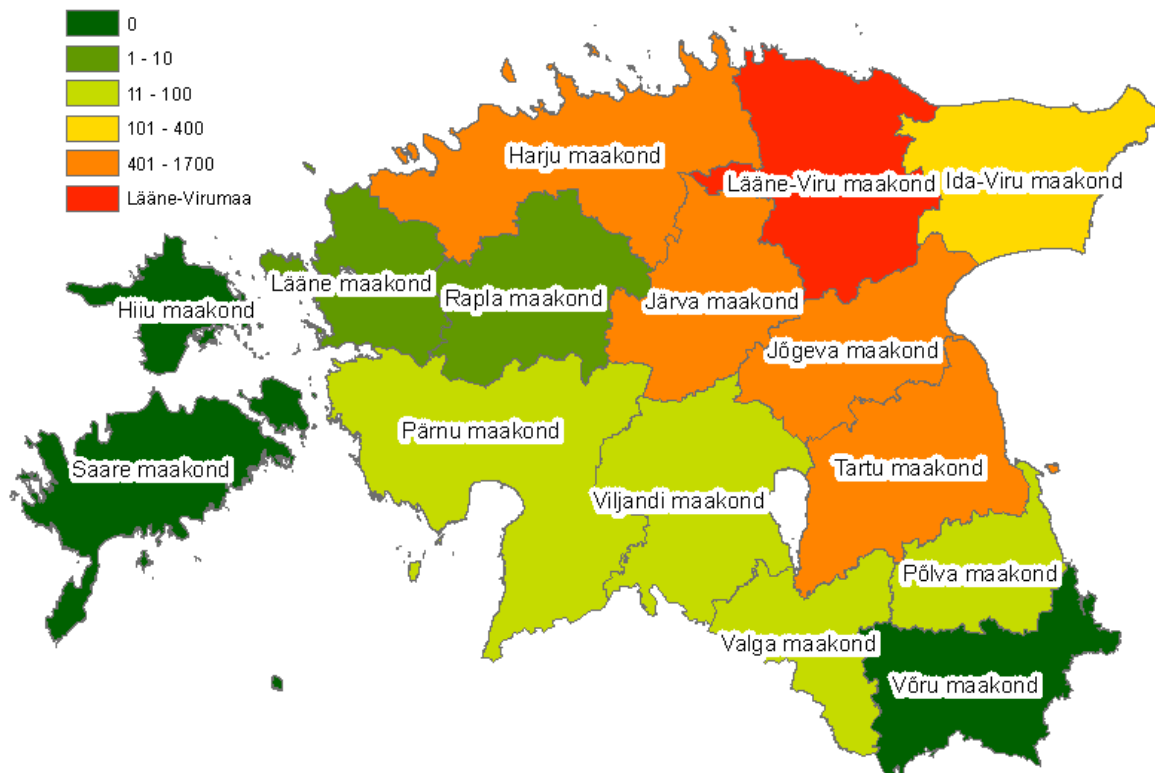 0
1 - 10
11 - 100
101 - 400
401 - 1700
Lääne-Virumaa
Harju maakond
Lääne-Viru maakond
Ida-Viru maakond
Lääne maakond
Rapla maakond
Järva maakond
Hiiu maakond
Jõgeva maakond
Pärnu maakond
Saare maakond
Tartu maakond
Viljandi maakond
Põlva maakond
Valga maakond
Võru maakond